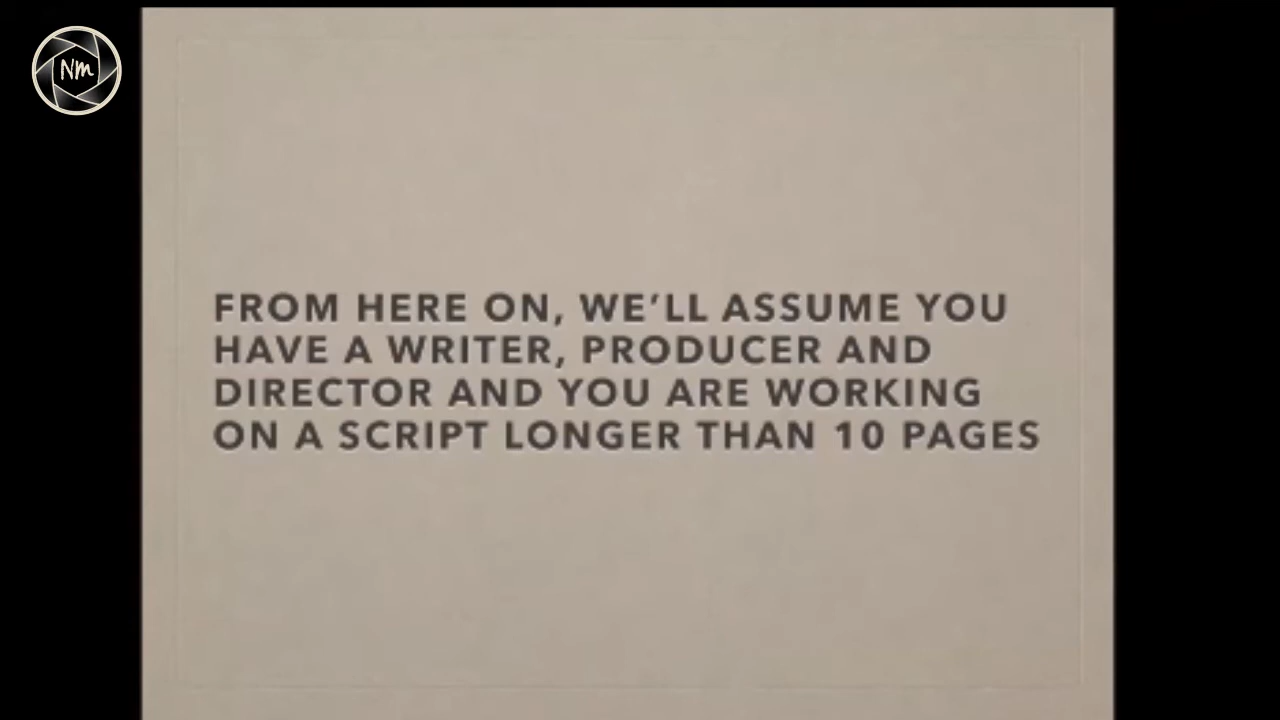 Nm
FROM HERE ON, WE’LL ASSUME YOU
HAVE A WRITER, PRODUCER AND
DIRECTOR AND YOU ARE WORKING
ON A SCRIPT LONGER THAN 10 PAGES